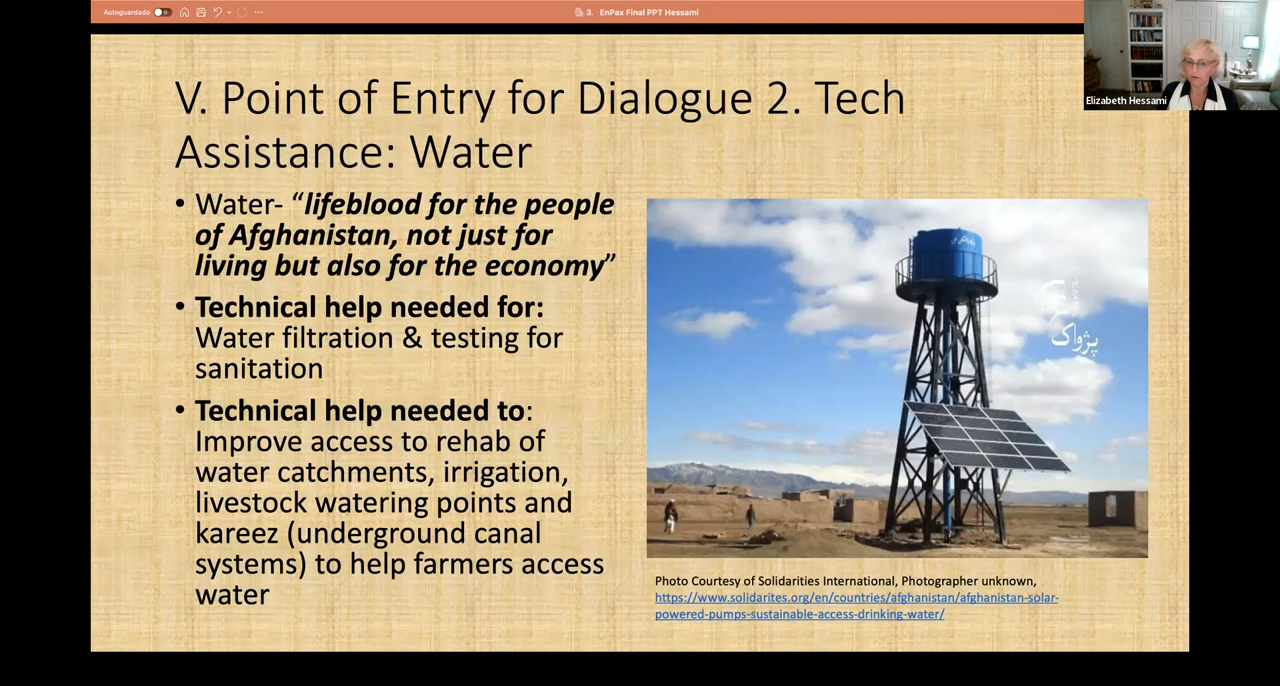 Autoguardado
3. EnPax Final PPT Hessami
Elizabeth Hessami
V. Point of Entry for Dialogue 2. Tech
Assistance: Water
• Water- “lifeblood for the people
of Afghanistan, not just for
living but also for the economy”
• Technical help needed for:
Water filtration & testing for
sanitation
• Technical help needed to:
Improve access to rehab of
water catchments, irrigation,
livestock watering points and
kareez (underground canal
systems) to help farmers access
water
پژواک
Photo Courtesy of Solidarities International, Photographer unknown,
https://www.solidarites.org/en/countries/afghanistan/afghanistan-solar-
powered-pumps-sustainable-access-drinking-water/